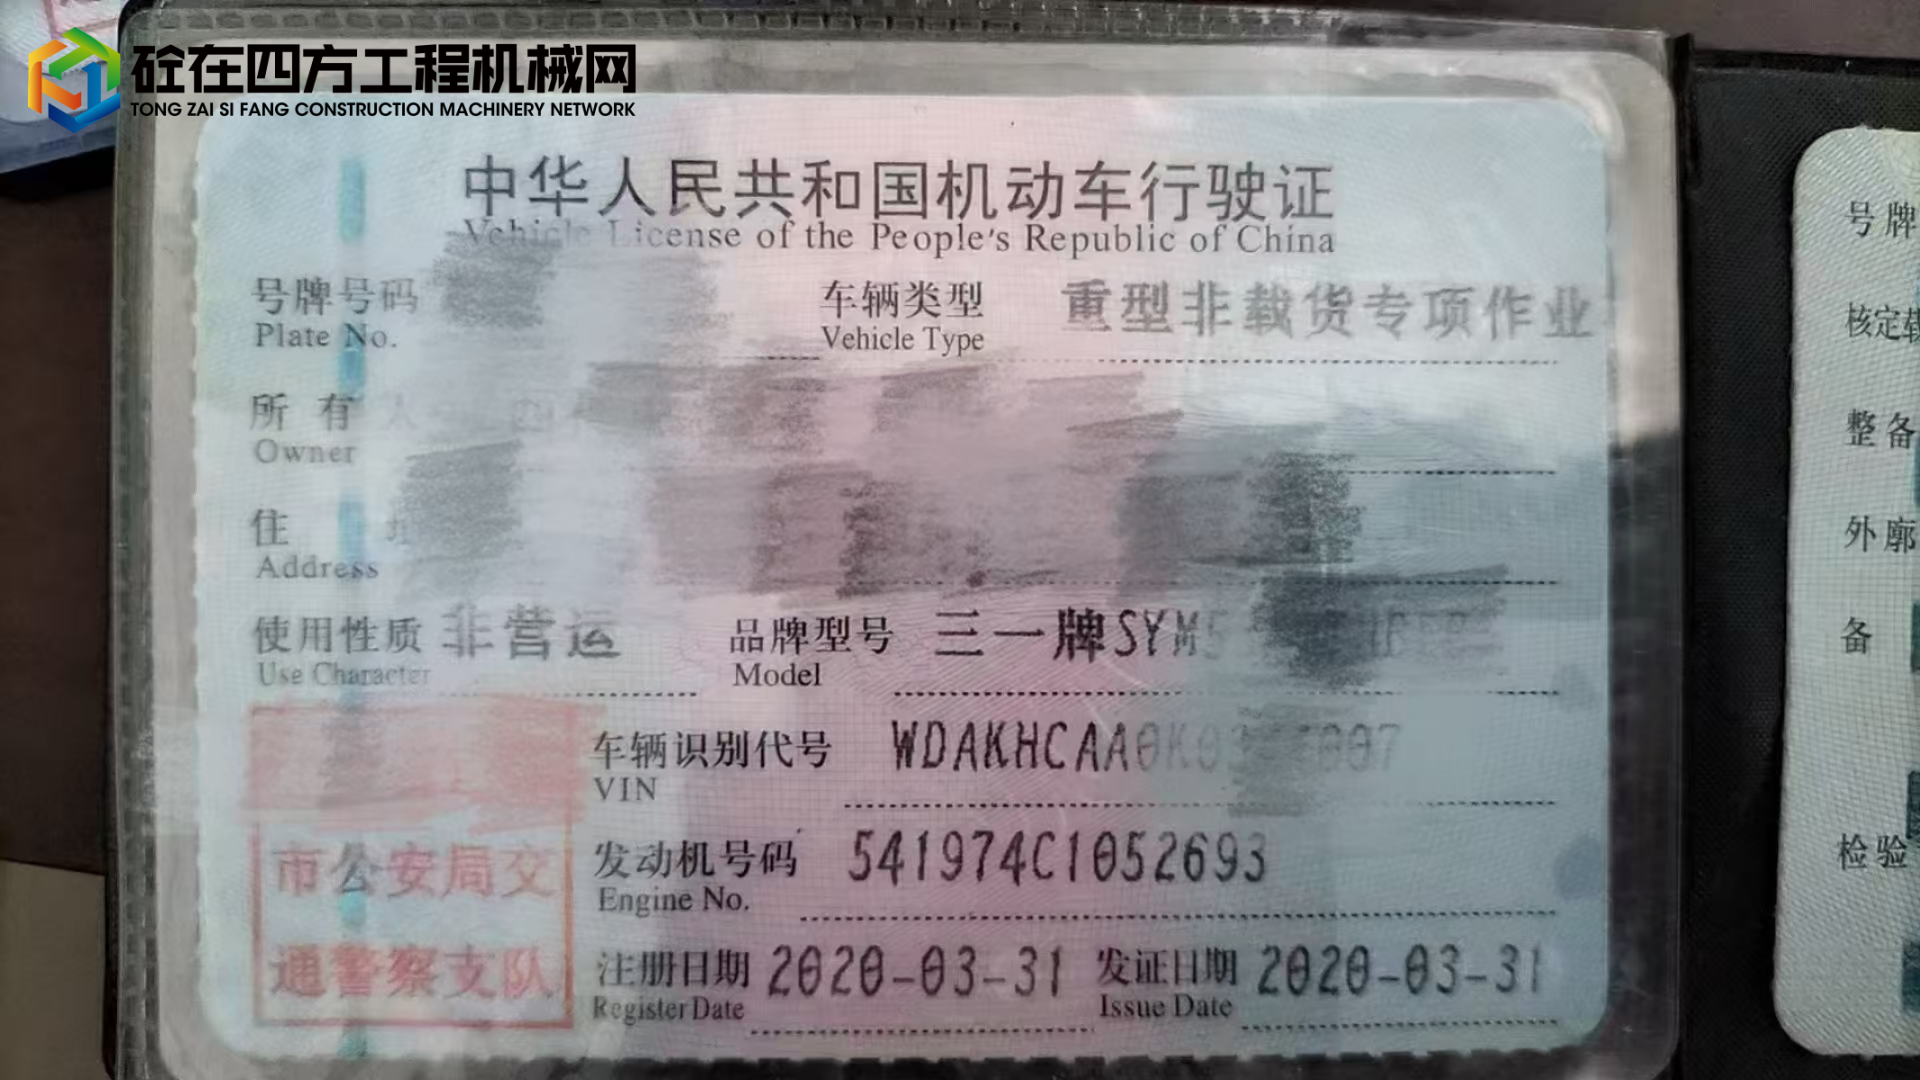 砼在四方工程机械网
TONG ZAI SI FANG CONSTRUCTION MACHINERY NETWORK
中华人民共和国机动车行驶证
Vehicle License of the People's Republic of China
号牌号码 车辆类型 重型非载货专项作业
Plate No. Vehicle Type
所有
Owner
住
Address
使用性质 非营运 品牌型号 三一牌SYM5
Use Character Model
车辆识别代号 WDAKHCAA0K0
VIN
市公安局交
通警察支队
发动机号码 541974C1052693
Engine No.
注册日期 2020-03-31 发证日期 2020-03-31
Register Date Issue Date
号牌
核定载
整备
外廓
备
检验